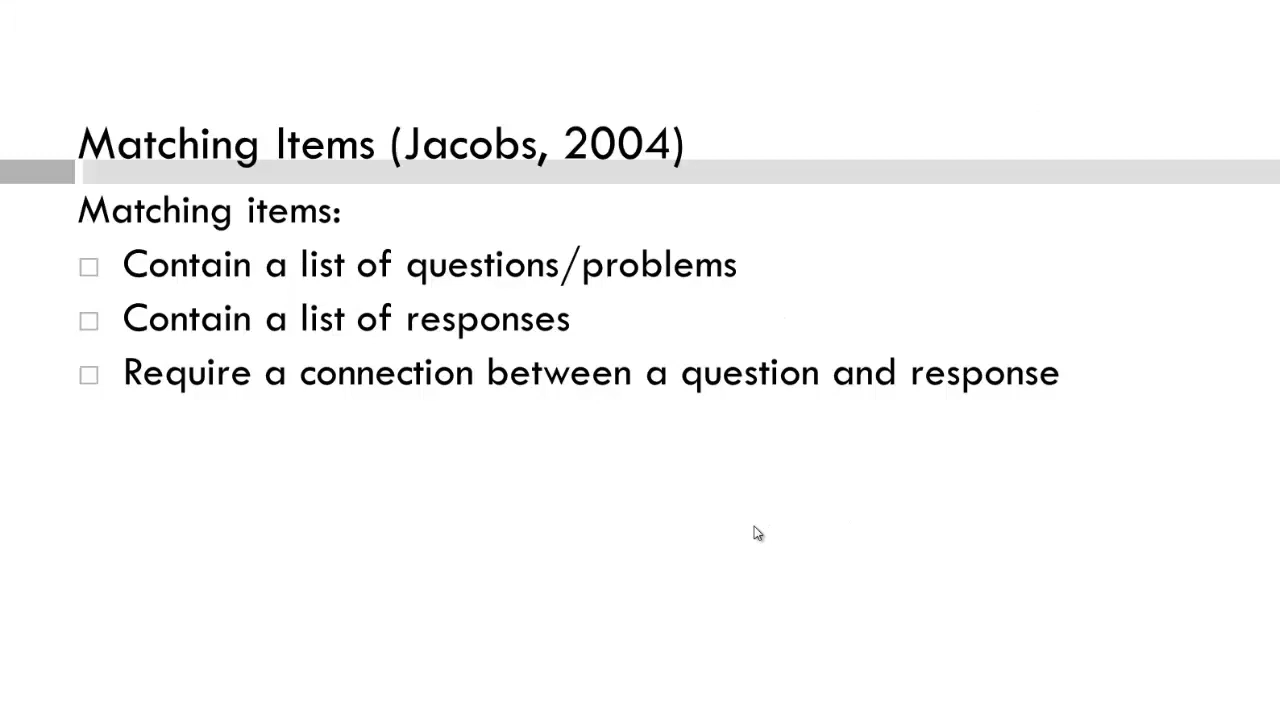 Matching Items (Jacobs, 2004)
Matching items:
Contain a list of questions/problems
Contain a list of responses
Require a connection between a question and response